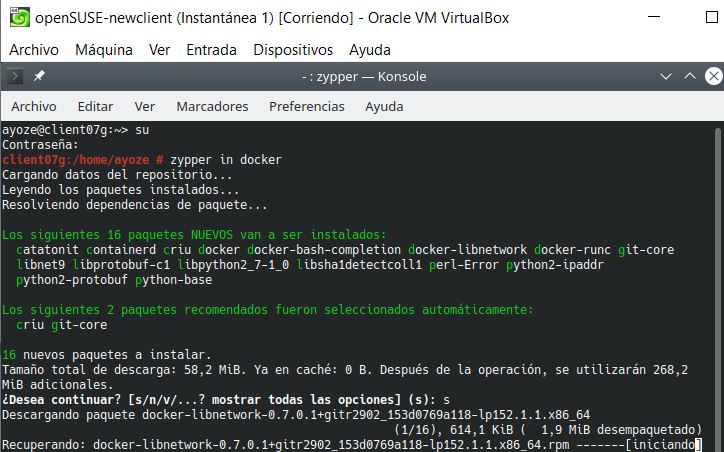 openSUSE-newclient (Instantánea 1) [Corriendo] - Oracle VM VirtualBox
Archivo Máquina Ver Entrada Dispositivos Ayuda
- : zypper — Konsole
Archivo Editar Ver Marcadores Preferencias Ayuda
ayoze@client07g:~> su
Contraseña:
client07g:/home/ayoze # zypper in docker
Cargando datos del repositorio...
Leyendo los paquetes instalados...
Resolviendo dependencias de paquete...
Los siguientes 16 paquetes NUEVOS van a ser instalados:
catatonit containerd criu docker docker-bash-completion docker-libnetwork docker-runc git-core
libnet9 libprotobuf-c1 libpython2_7-1_0 libsha1detectcoll1 perl-Error python2-ipaddr
python2-protobuf python-base
Los siguientes 2 paquetes recomendados fueron seleccionados automáticamente:
criu git-core
16 nuevos paquetes a instalar.
Tamaño total de descarga: 58,2 MiB. Ya en caché: 0 B. Después de la operación, se utilizarán 268,2
MiB adicionales.
¿Desea continuar? [s/n/v/...? mostrar todas las opciones] (s): s
Descargando paquete docker-libnetwork-0.7.0.1+gitr2902_153d0769a118-lp152.1.1.x86_64
(1/16), 614,1 KiB (  1,9 MiB desempaquetado)
Recuperando: docker-libnetwork-0.7.0.1+gitr2902_153d0769a118-lp152.1.1.x86_64.rpm -------[iniciando]